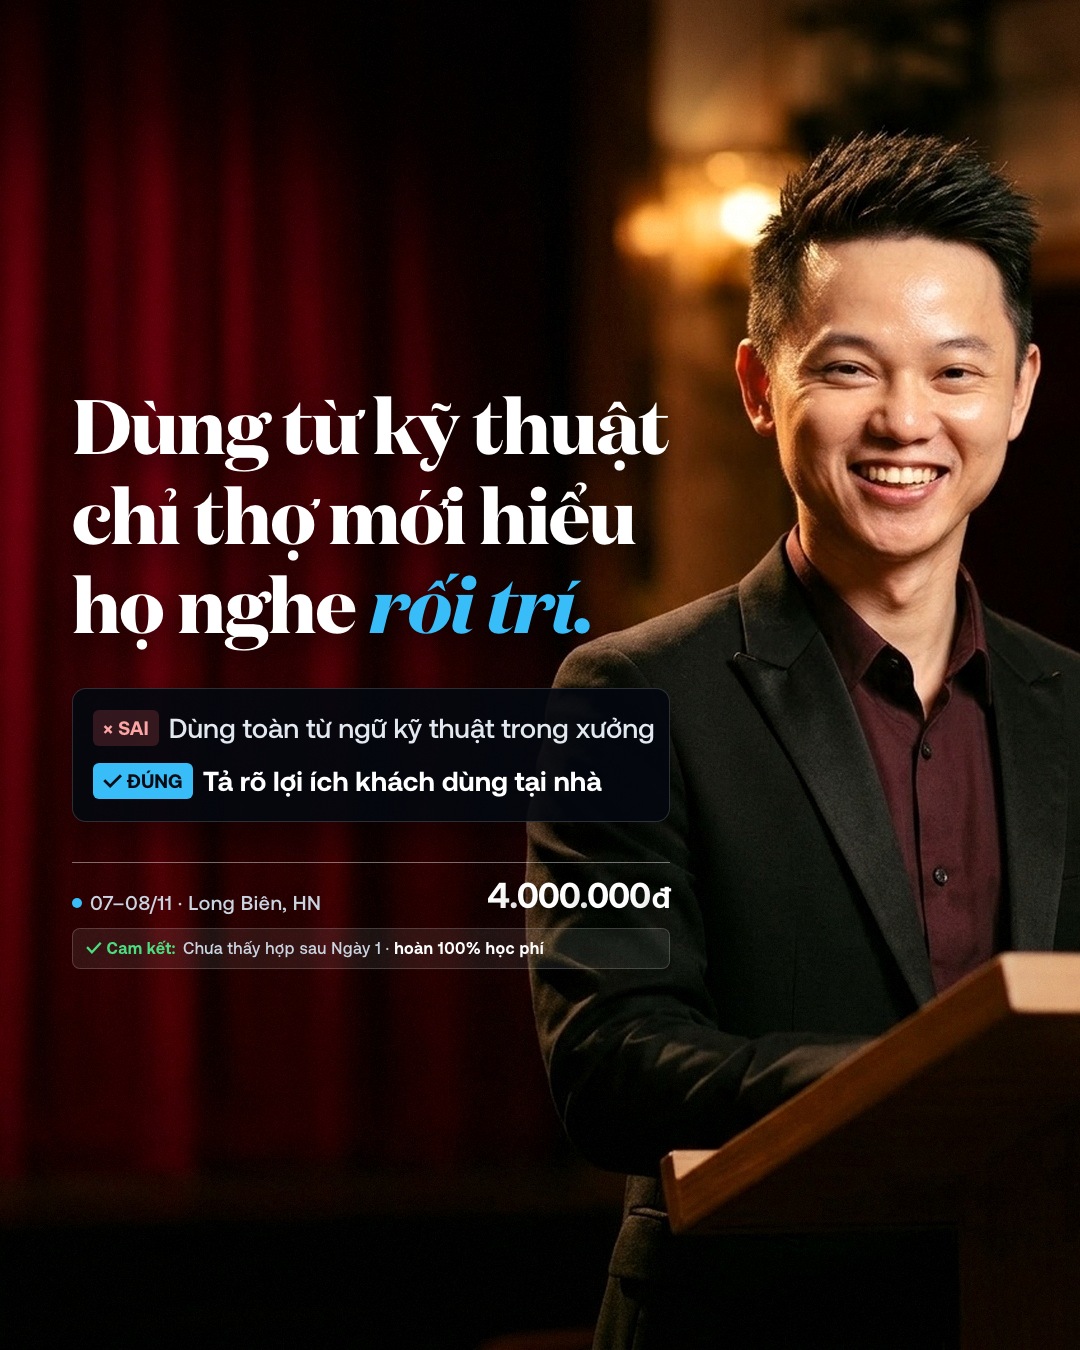 Dùng từ kỹ thuật
chỉ thợ mới hiểu
họ nghe rối trí.
× SAI Dùng toàn từ ngữ kỹ thuật trong xưởng
✓ ĐÚNG Tả rõ lợi ích khách dùng tại nhà
07–08/11 · Long Biên, HN 4.000.000đ
✓ Cam kết: Chưa thấy hợp sau Ngày 1 · hoàn 100% học phí